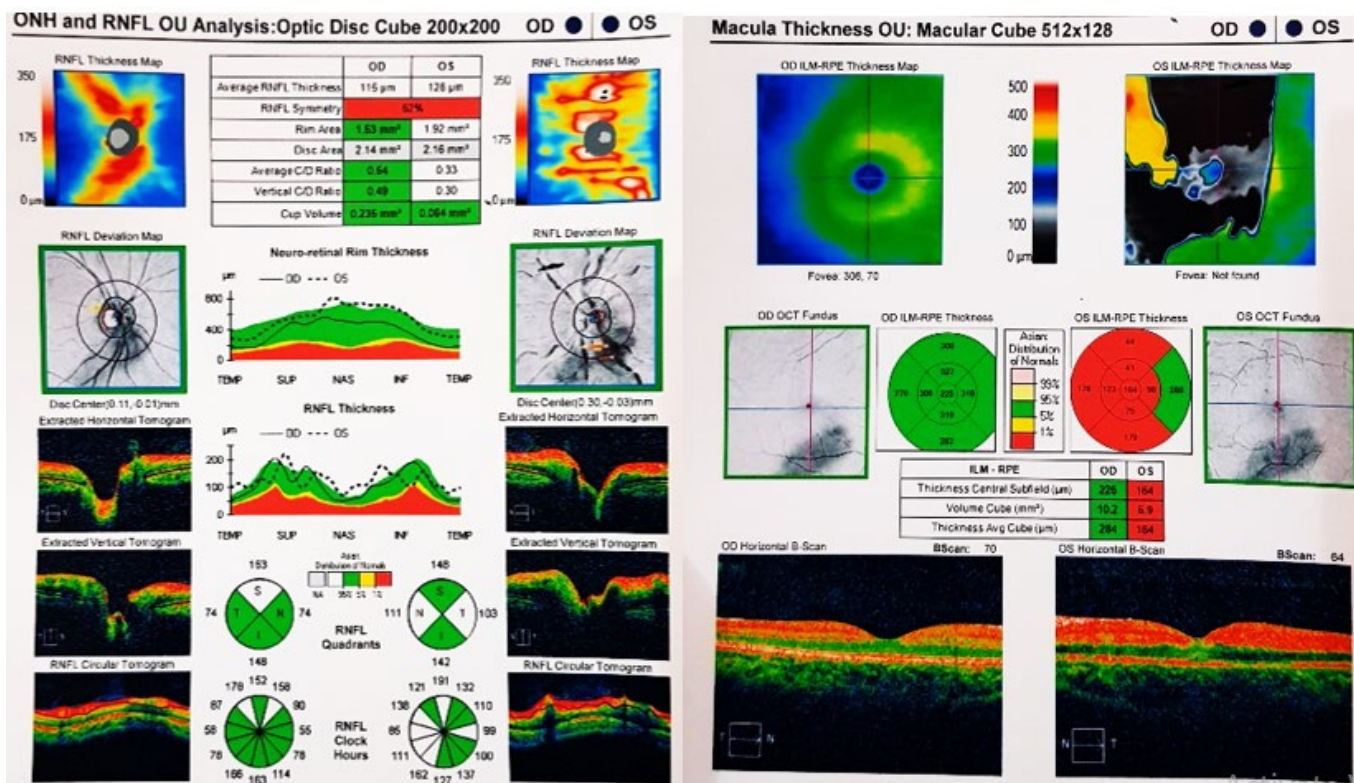 ONH and RNFL OU Analysis:Optic Disc Cube 200x200 OD OS
RNFL Thickness Map
350
175
0 µm
OD OS
Average RNFL Thickness 115 µm 126 µm
RNFL Symmetry 62%
Rim Area 1.53 mm² 1.92 mm²
Disc Area 2.14 mm² 2.16 mm²
Average C/D Ratio 0.54 0.33
Vertical C/D Ratio 0.49 0.30
Cup Volume 0.235 mm³ 0.064 mm³
RNFL Thickness Map
350
175
0 µm
RNFL Deviation Map
Disc Center(0.11,-0.01)mm
Neuro-retinal Rim Thickness
µm OD OS
800
400
0
TEMP SUP NAS INF TEMP
RNFL Deviation Map
Disc Center(0.30,-0.03)mm
Extracted Horizontal Tomogram
RNFL Thickness
µm OD OS
200
100
0
TEMP SUP NAS INF TEMP
Extracted Horizontal Tomogram
Extracted Vertical Tomogram
Extracted Vertical Tomogram
Asian
Distribution of Normals
NA 95% 5% 1%
153
74 S T N I 74
148
RNFL
Quadrants
148
111 S N T I 103
142
RNFL Circular Tomogram
RNFL Circular Tomogram
178 152 158
87 90
58 55
78 78
166 163 114
RNFL
Clock
Hours
121 191 132
138 110
85 99
111 100
162 127 137
Macula Thickness OU: Macular Cube 512x128 OD OS
OD ILM-RPE Thickness Map
Fovea: 306, 70
500
400
300
200
100
0 µm
OS ILM-RPE Thickness Map
Fovea: Not found
OD OCT Fundus
OD ILM-RPE Thickness
300
327
270 300 225 318
319
282
Asian
Distribution
of Normals
99%
95%
5%
1%
OS ILM-RPE Thickness
44
41
178 123 164 90
75
179
OS OCT Fundus
ILM - RPE OD OS
Thickness Central Subfield (µm) 225 164
Volume Cube (mm³) 10.2 5.9
Thickness Avg Cube (µm) 284 164
OD Horizontal B-Scan BScan: 70
T N
OS Horizontal B-Scan BScan: 64
N T